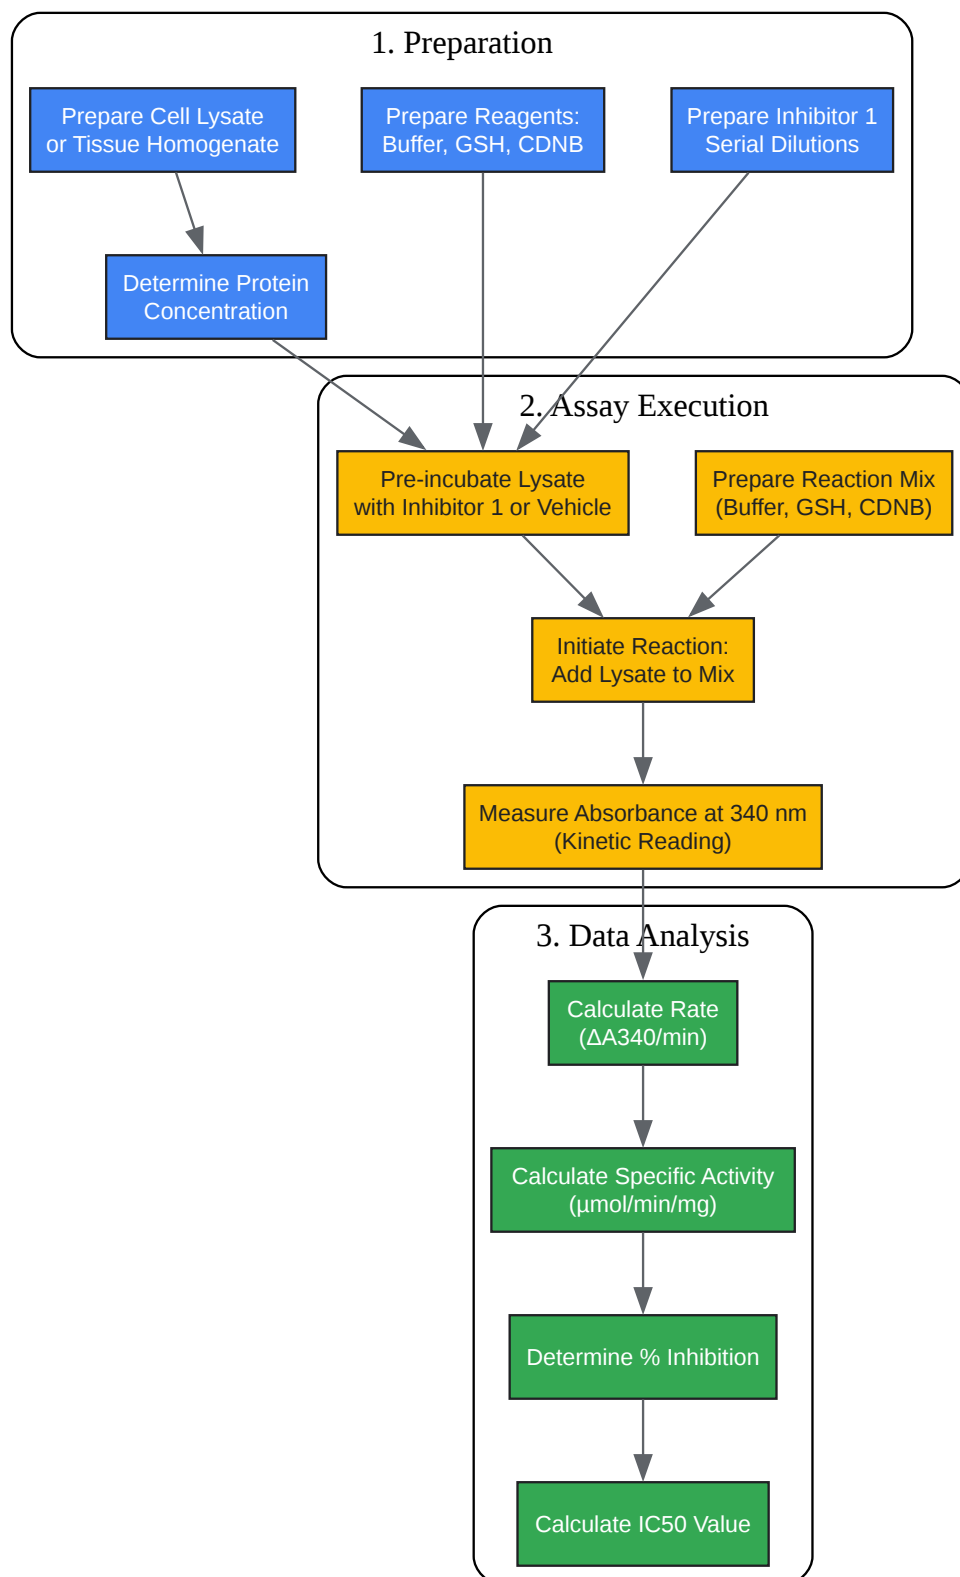 1. Preparation
Prepare Cell Lysate
or Tissue Homogenate
Prepare Reagents:
Buffer, GSH, CDNB
Prepare Inhibitor 1
Serial Dilutions
Determine Protein
Concentration
2. Assay Execution
Pre-incubate Lysate
with Inhibitor 1 or Vehicle
Prepare Reaction Mix
(Buffer, GSH, CDNB)
Initiate Reaction:
Add Lysate to Mix
Measure Absorbance at 340 nm
(Kinetic Reading)
3. Data Analysis
Calculate Rate
(ΔA340/min)
Calculate Specific Activity
(µmol/min/mg)
Determine % Inhibition
Calculate IC50 Value